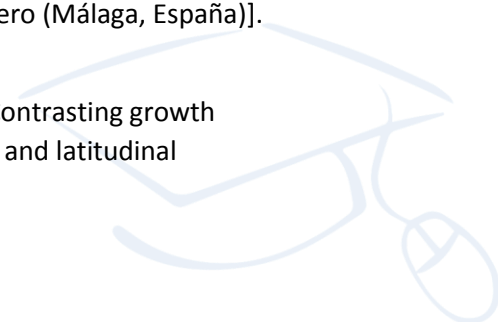 ero (Málaga, España)].
ontrasting growth
and latitudinal